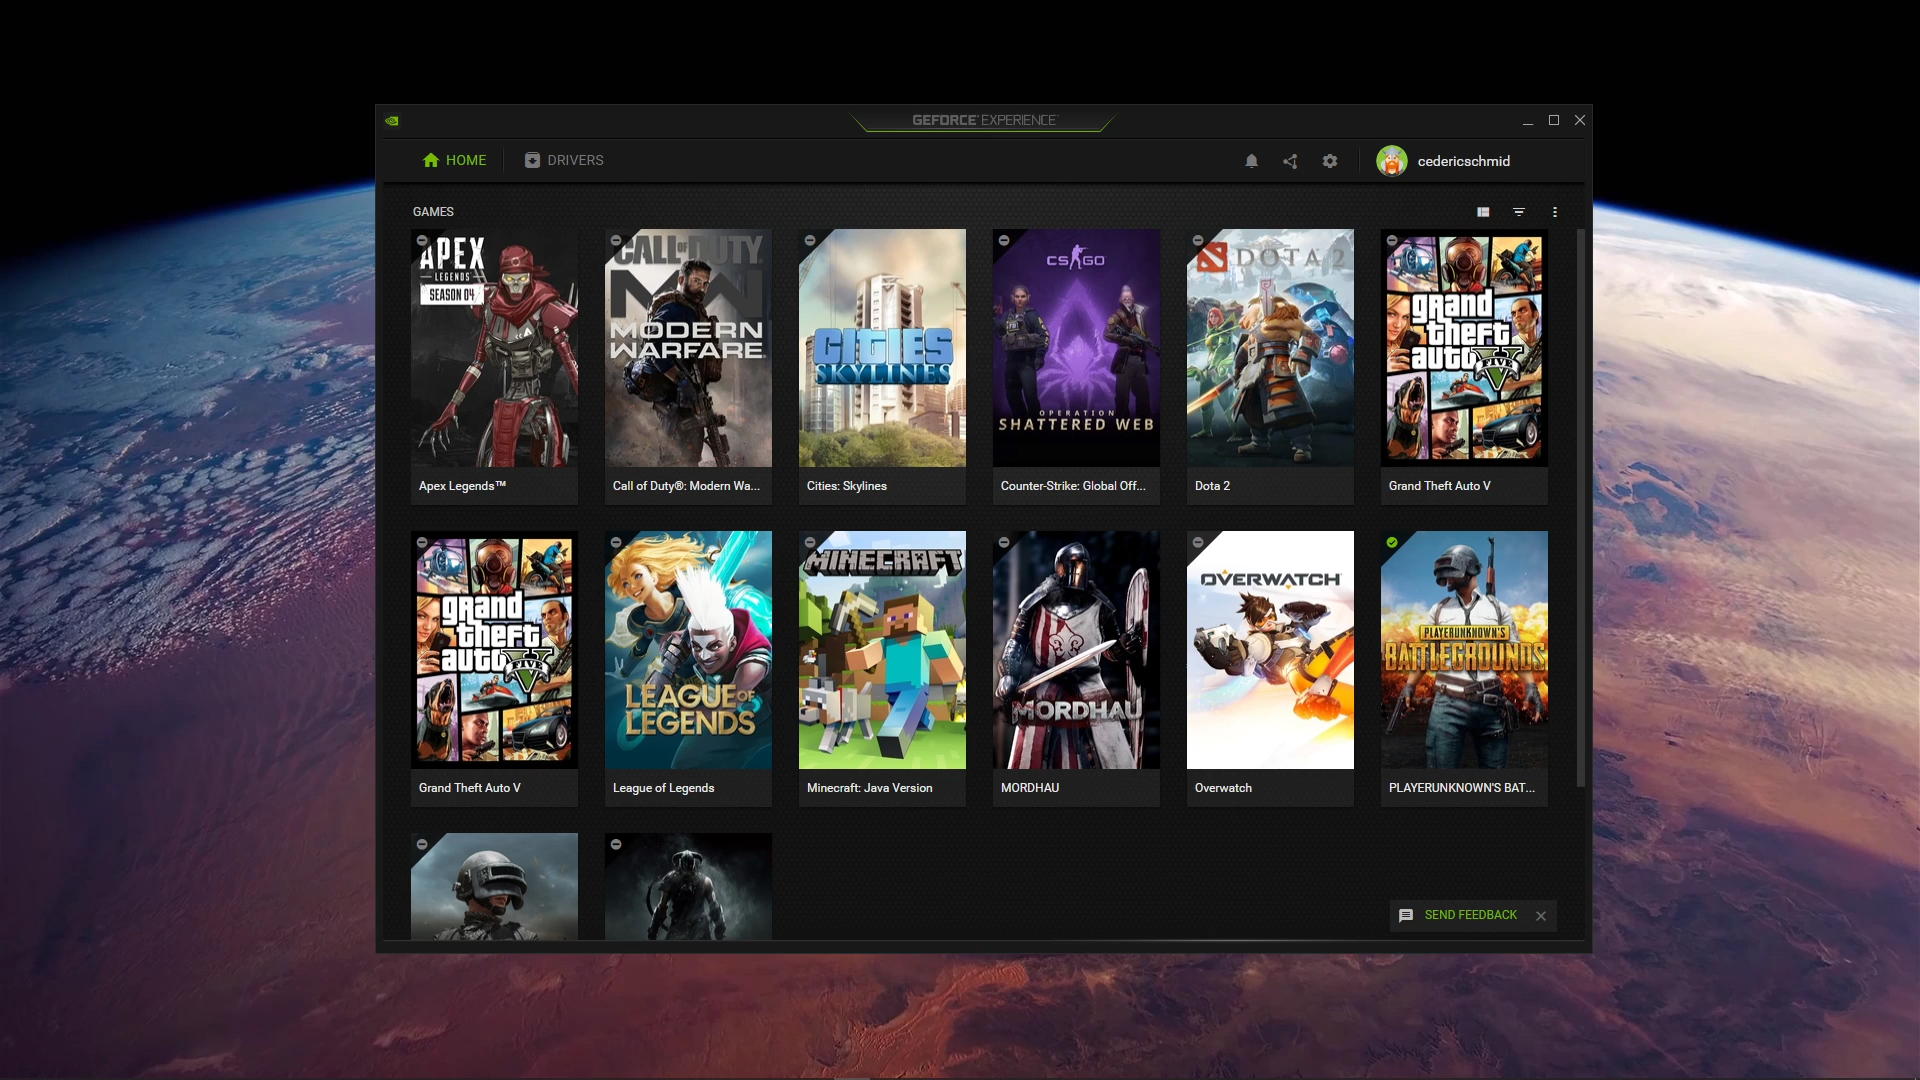 GEFORCE EXPERIENCE
HOME
DRIVERS
cedericschmid
GAMES
APEX
LEGENDS
SEASON 04
CALL OF DUTY
MW
MODERN
WARFARE
CITIES
SKYLINES
CS GO
OPERATION
SHATTERED WEB
DOTA 2
grand
theft
auto
V
FIVE
Apex Legends™
Call of Duty®: Modern Wa...
Cities: Skylines
Counter-Strike: Global Off...
Dota 2
Grand Theft Auto V
grand
theft
auto
V
FIVE
LEAGUE OF
LEGENDS
MINECRAFT
MORDHAU
OVERWATCH
PLAYERUNKNOWN'S
BATTLEGROUNDS
Grand Theft Auto V
League of Legends
Minecraft: Java Version
MORDHAU
Overwatch
PLAYERUNKNOWN'S BAT...
SEND FEEDBACK